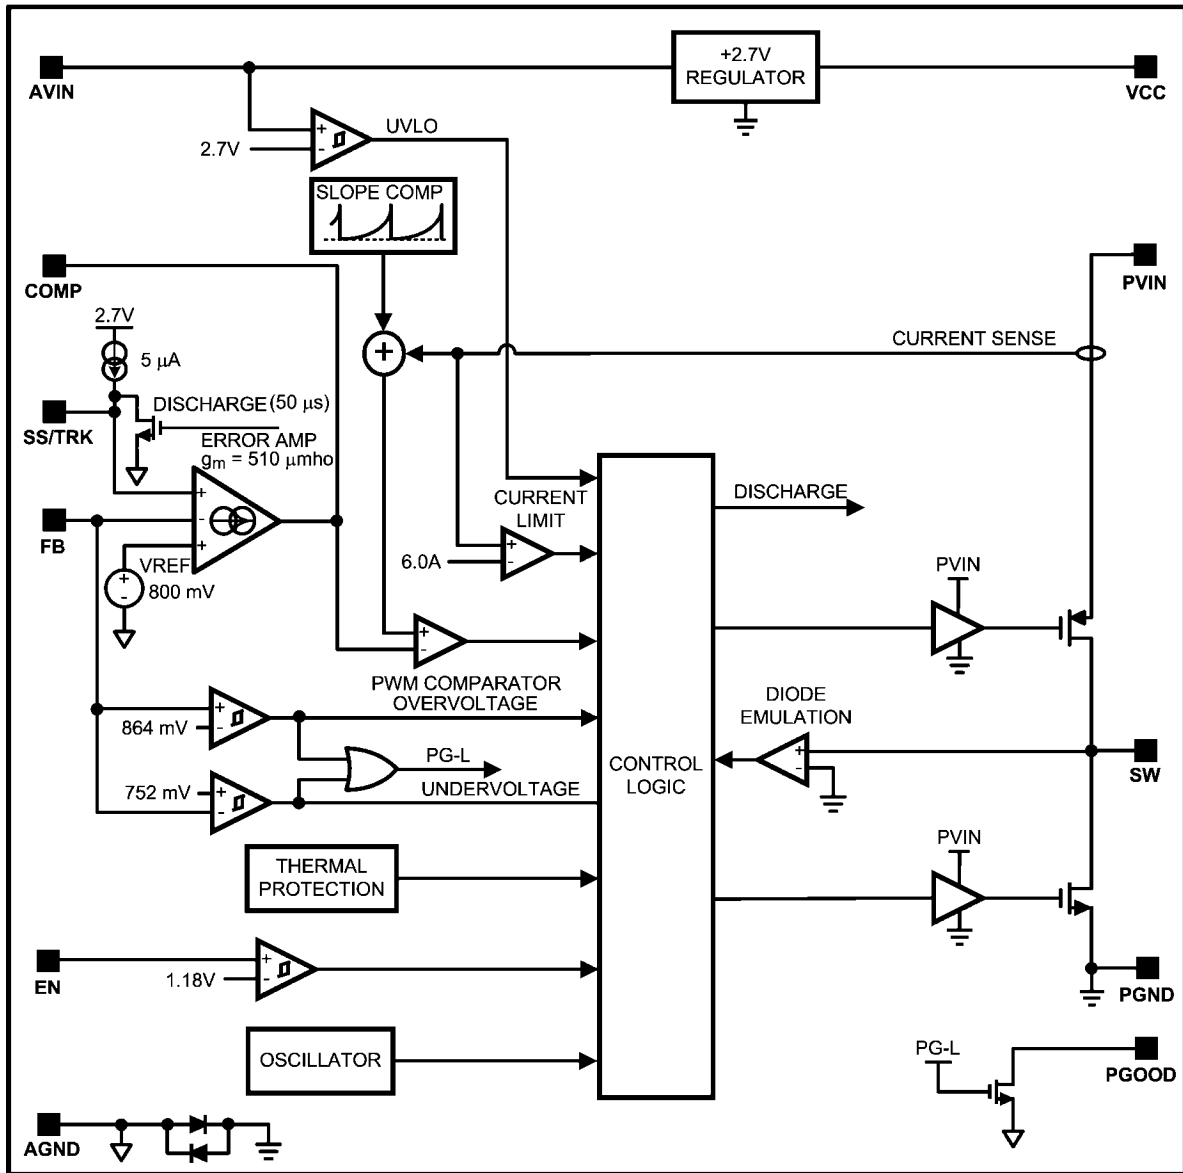 +2.7V
REGULATOR
AVIN
VCC
UVLO
+
-
2.7V
SLOPE COMP
COMP
PVIN
2.7V
5 μA
+
CURRENT SENSE
DISCHARGE (50 μs)
SS/TRK
ERROR AMP
gm = 510 μmho
+
-
+
FB
VREF
800 mV
+
-
CURRENT
LIMIT
+
-
6.0A
DISCHARGE
PVIN
+
-
PWM COMPARATOR
OVERVOLTAGE
+
-
864 mV
PG-L
752 mV
+
-
UNDERVOLTAGE
CONTROL
LOGIC
DIODE
EMULATION
+
-
SW
PVIN
THERMAL
PROTECTION
EN
+
-
1.18V
PGND
OSCILLATOR
PG-L
PGOOD
AGND